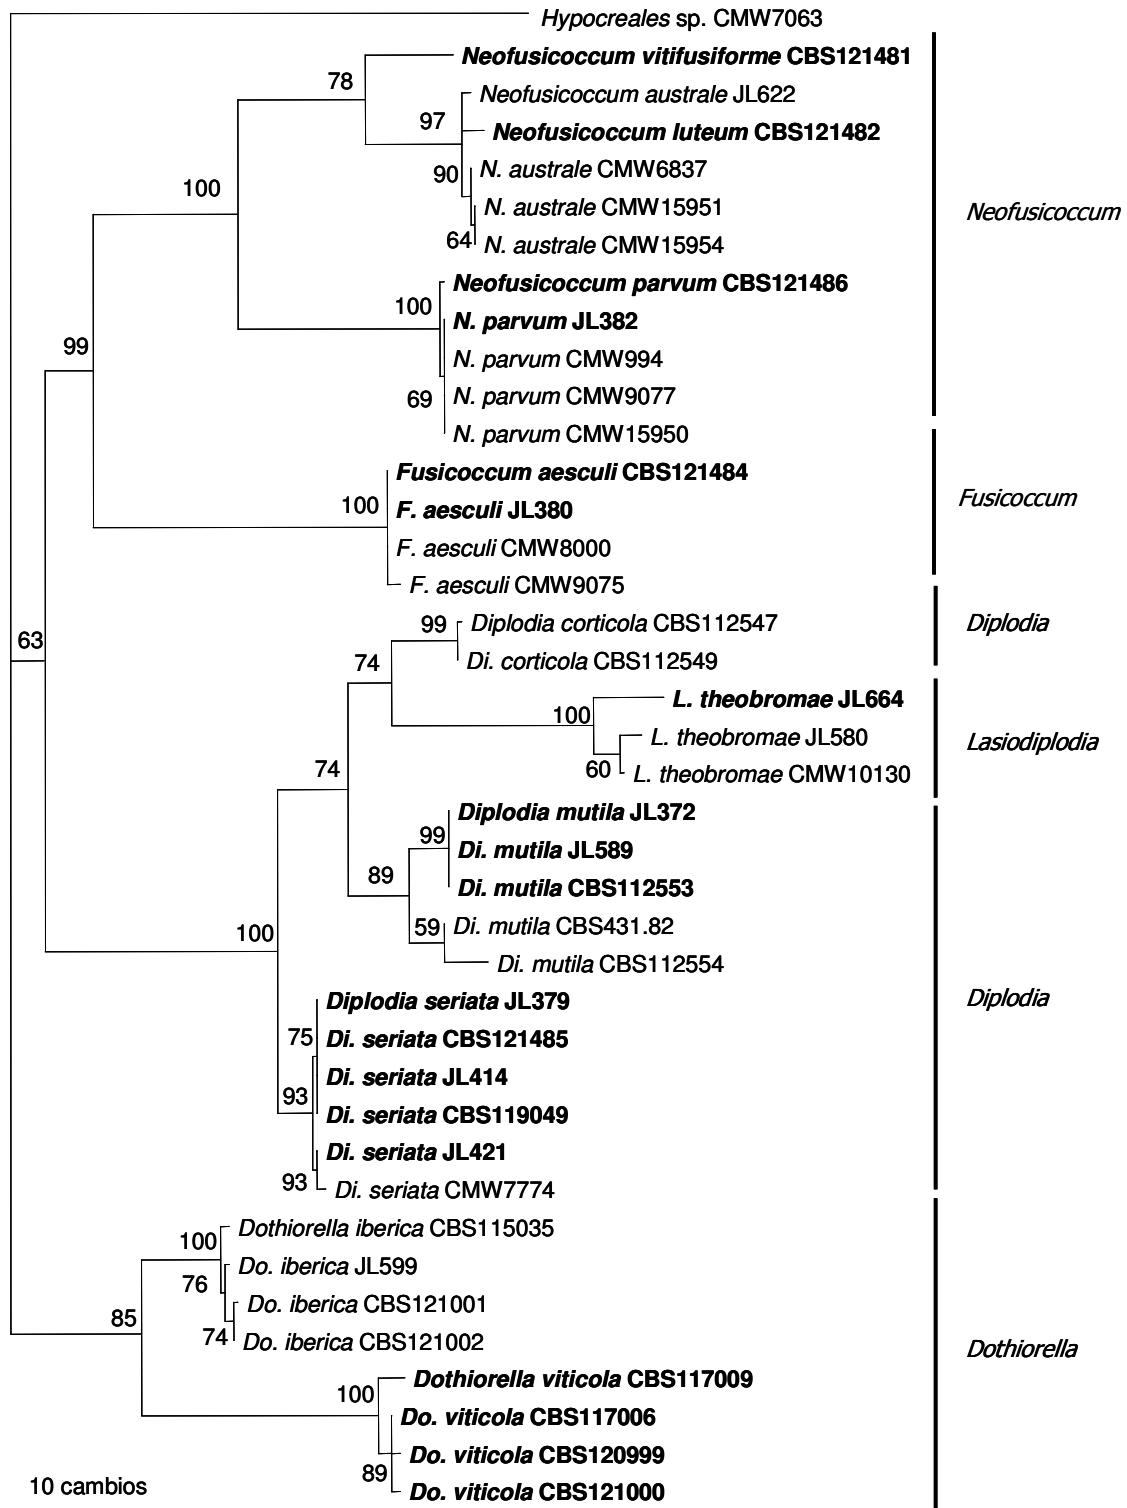 Hypocreales sp. CMW7063
Neofusicoccum vitifusiforme CBS121481
78
Neofusicoccum australe JL622
97
Neofusicoccum luteum CBS121482
N. australe CMW6837
90
100
N. australe CMW15951
Neofusicoccum
N. australe CMW15954
64
Neofusicoccum parvum CBS121486
100
N. parvum JL382
99
N. parvum CMW994
N. parvum CMW9077
69
N. parvum CMW15950
Fusicoccum aesculi CBS121484
100
Fusicoccum
F. aesculi JL380
F. aesculi CMW8000
F. aesculi CMW9075
99
Diplodia corticola CBS112547
Diplodia
63
Di. corticola CBS112549
74
L. theobromae JL664
100
L. theobromae JL580
Lasiodiplodia
74
60
L. theobromae CMW10130
Diplodia mutila JL372
99
Di. mutila JL589
89
Di. mutila CBS112553
59
Di. mutila CBS431.82
100
Di. mutila CBS112554
Diplodia seriata JL379
Diplodia
75
Di. seriata CBS121485
Di. seriata JL414
93
Di. seriata CBS119049
Di. seriata JL421
93
Di. seriata CMW7774
Dothiorella iberica CBS115035
100
Do. iberica JL599
76
Do. iberica CBS121001
85
74
Do. iberica CBS121002
Dothiorella
Dothiorella viticola CBS117009
100
Do. viticola CBS117006
Do. viticola CBS120999
89
10 cambios
Do. viticola CBS121000